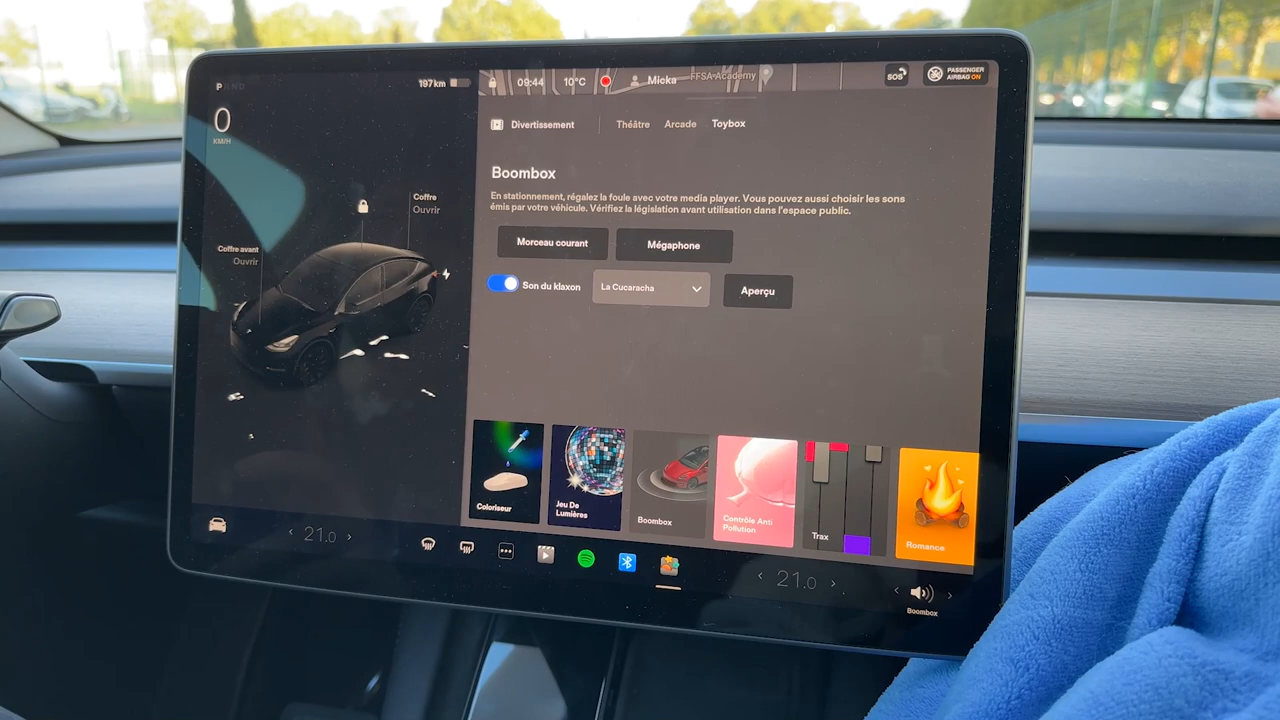 PRND
197 km
09:44
10°C
Micka
FFSA Academy
SOS
PASSENGER
AIRBAG ON
0
KM/H
Divertissement
Théâtre
Arcade
Toybox
Boombox
En stationnement, régalez la foule avec votre media player. Vous pouvez aussi choisir les sons
émis par votre véhicule. Vérifiez la législation avant utilisation dans l'espace public.
Morceau courant
Mégaphone
Son du klaxon
La Cucaracha
Aperçu
Coffre
Ouvrir
Coffre avant
Ouvrir
Coloriseur
Jeu De
Lumières
Boombox
Contrôle Anti
Pollution
Trax
Romance
21.0
21.0
Boombox